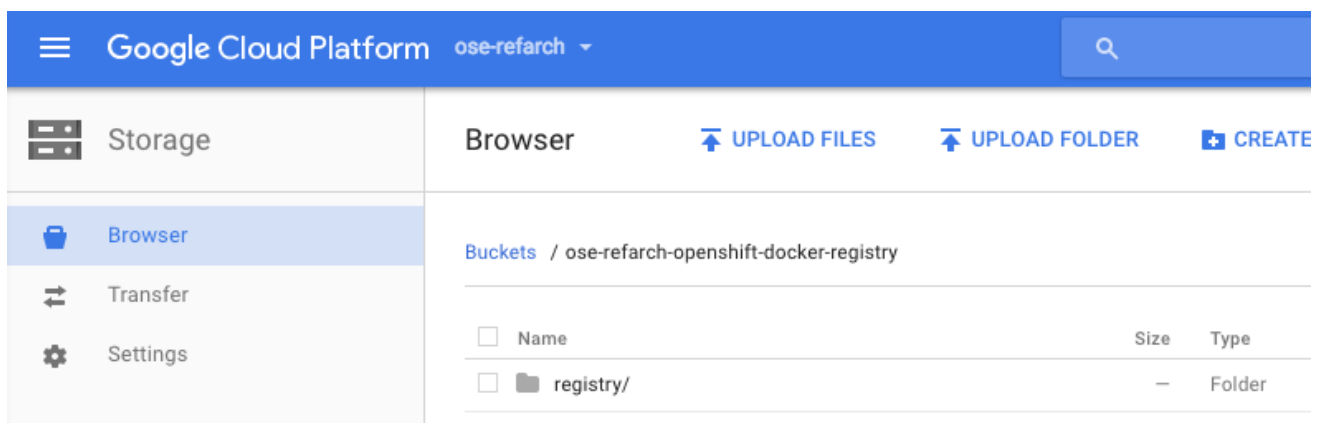 Google Cloud Platform ose-refarch
Storage
Browser UPLOAD FILES UPLOAD FOLDER CREATE
Browser
Transfer
Settings
Buckets / ose-refarch-openshift-docker-registry
Name Size Type
registry/ — Folder